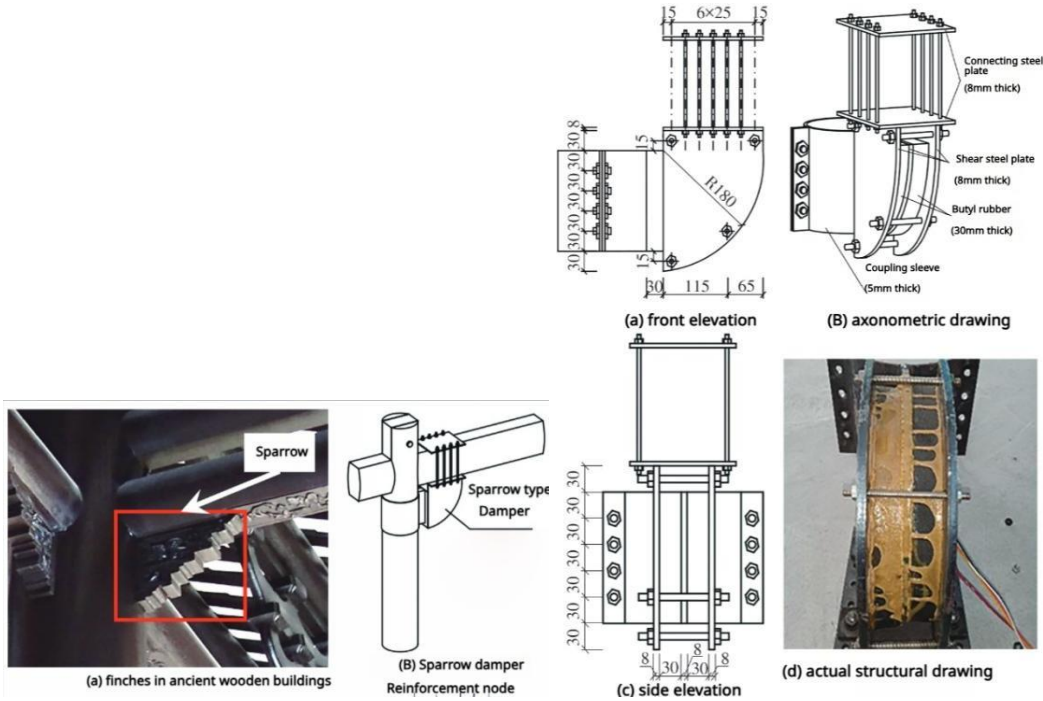 15
6×25
15
8
30
30
30
30
30
30
30
15
15
R180
30
115
65
(a) front elevation
Connecting steel
plate
(8mm thick)
Shear steel plate
(8mm thick)
Butyl rubber
(30mm thick)
Coupling sleeve
(5mm thick)
(B) axonometric drawing
Sparrow
(a) finches in ancient wooden buildings
Sparrow type
Damper
(B) Sparrow damper
Reinforcement node
30
30
30
30
30
30
30
8
30
8
30
8
(c) side elevation
(d) actual structural drawing